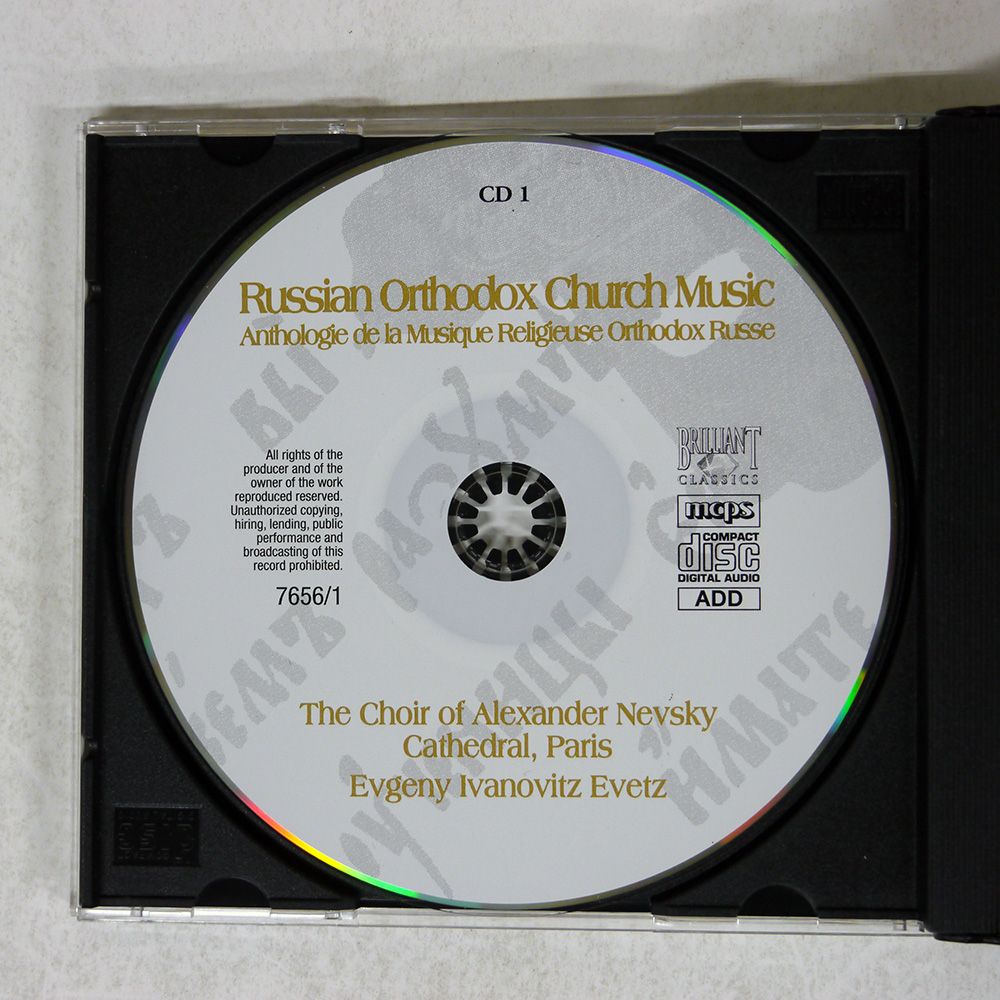 CD 1
Russian Orthodox Church Music
Anthologie de la Musique Religieuse Orthodox Russe
All rights of the
producer and of the
owner of the work
reproduced reserved.
Unauthorized copying,
hiring, lending, public
performance and
broadcasting of this
record prohibited.
7656/1
BRILLIANT
CLASSICS
mcps
COMPACT
disc
DIGITAL AUDIO
ADD
The Choir of Alexander Nevsky
Cathedral, Paris
Evgeny Ivanovitz Evetz